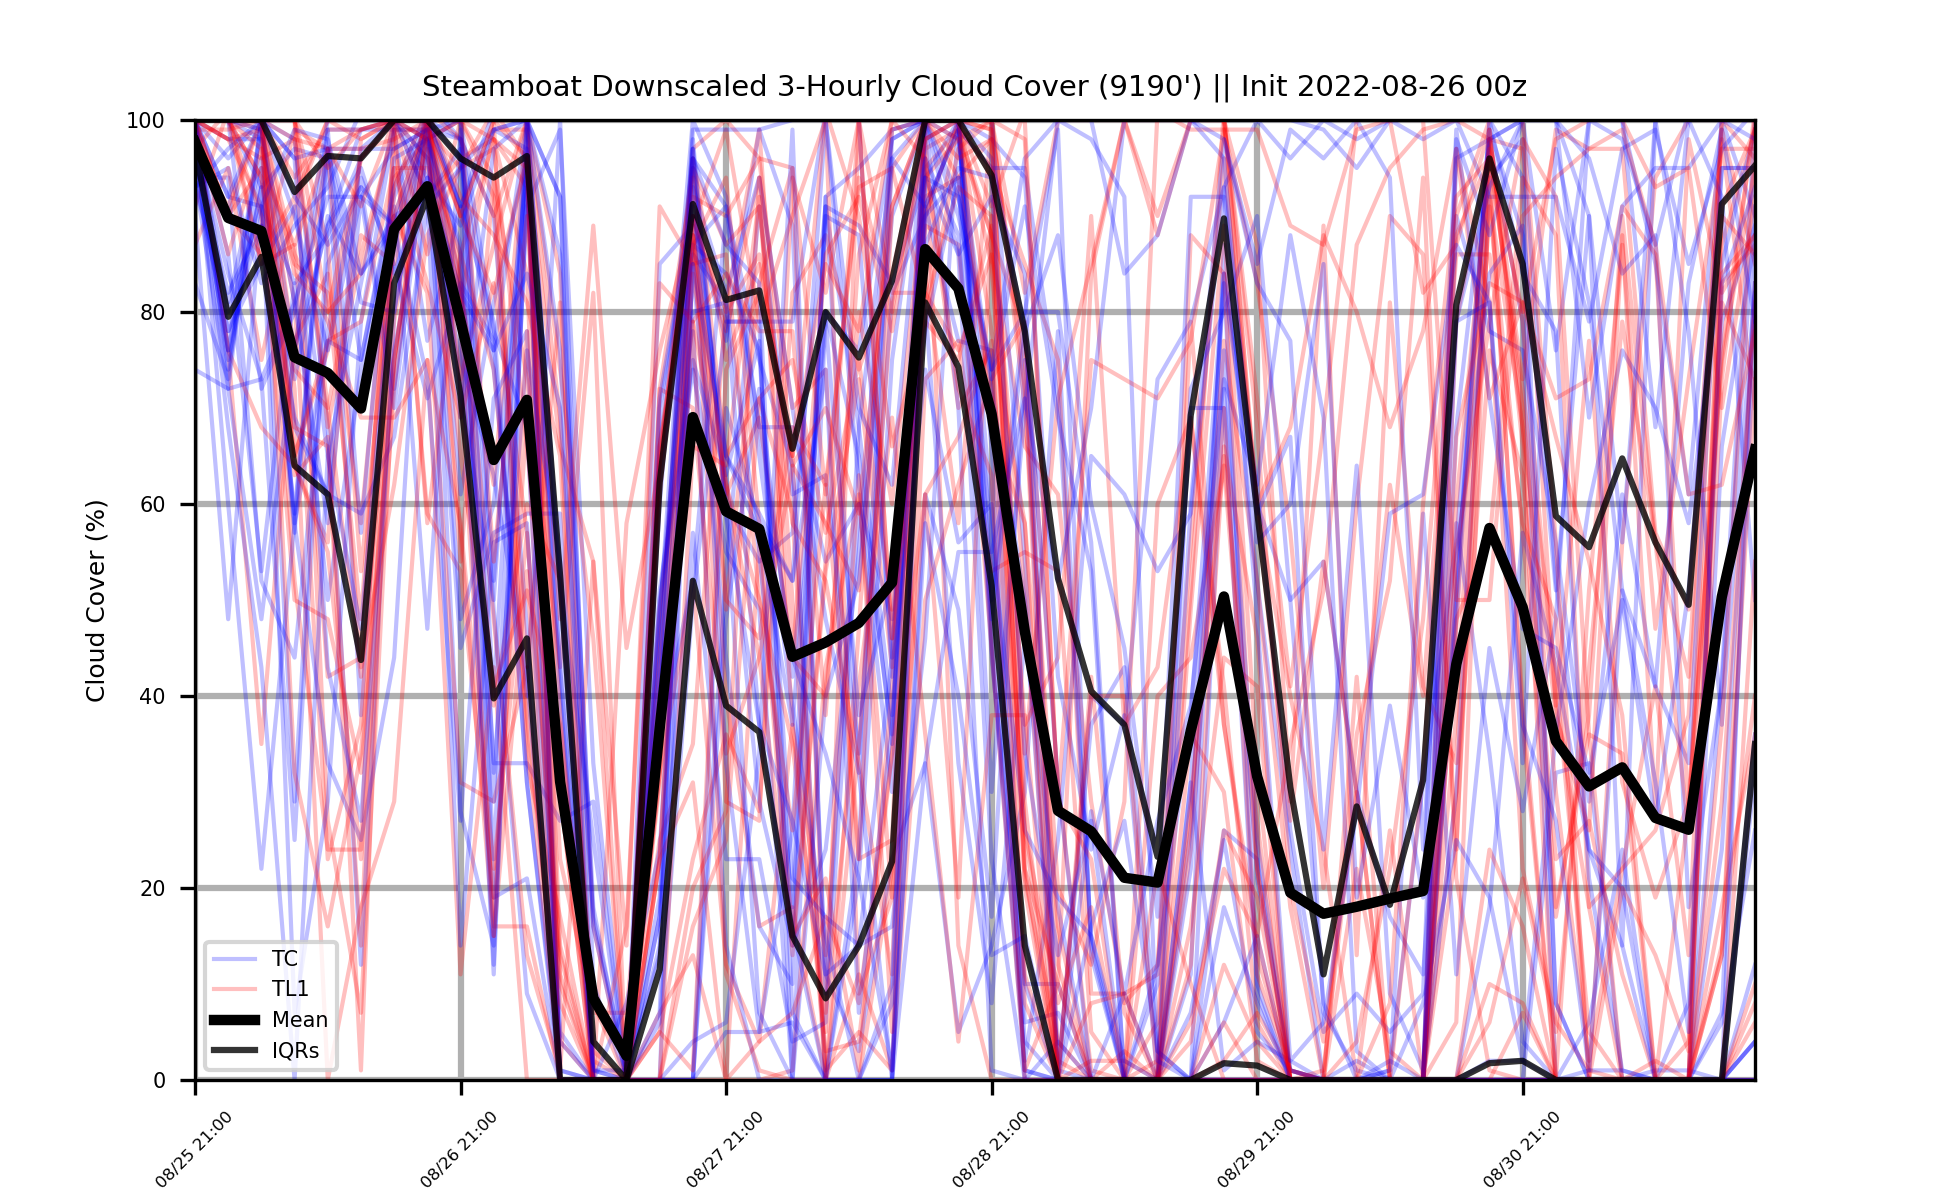 Steamboat Downscaled 3-Hourly Cloud Cover (9190') || Init 2022-08-26 00z
Cloud Cover (%)
100
80
60
40
20
0
TC
TL1
Mean
IQRs
08/25 21:00
08/26 21:00
08/27 21:00
08/28 21:00
08/29 21:00
08/30 21:00